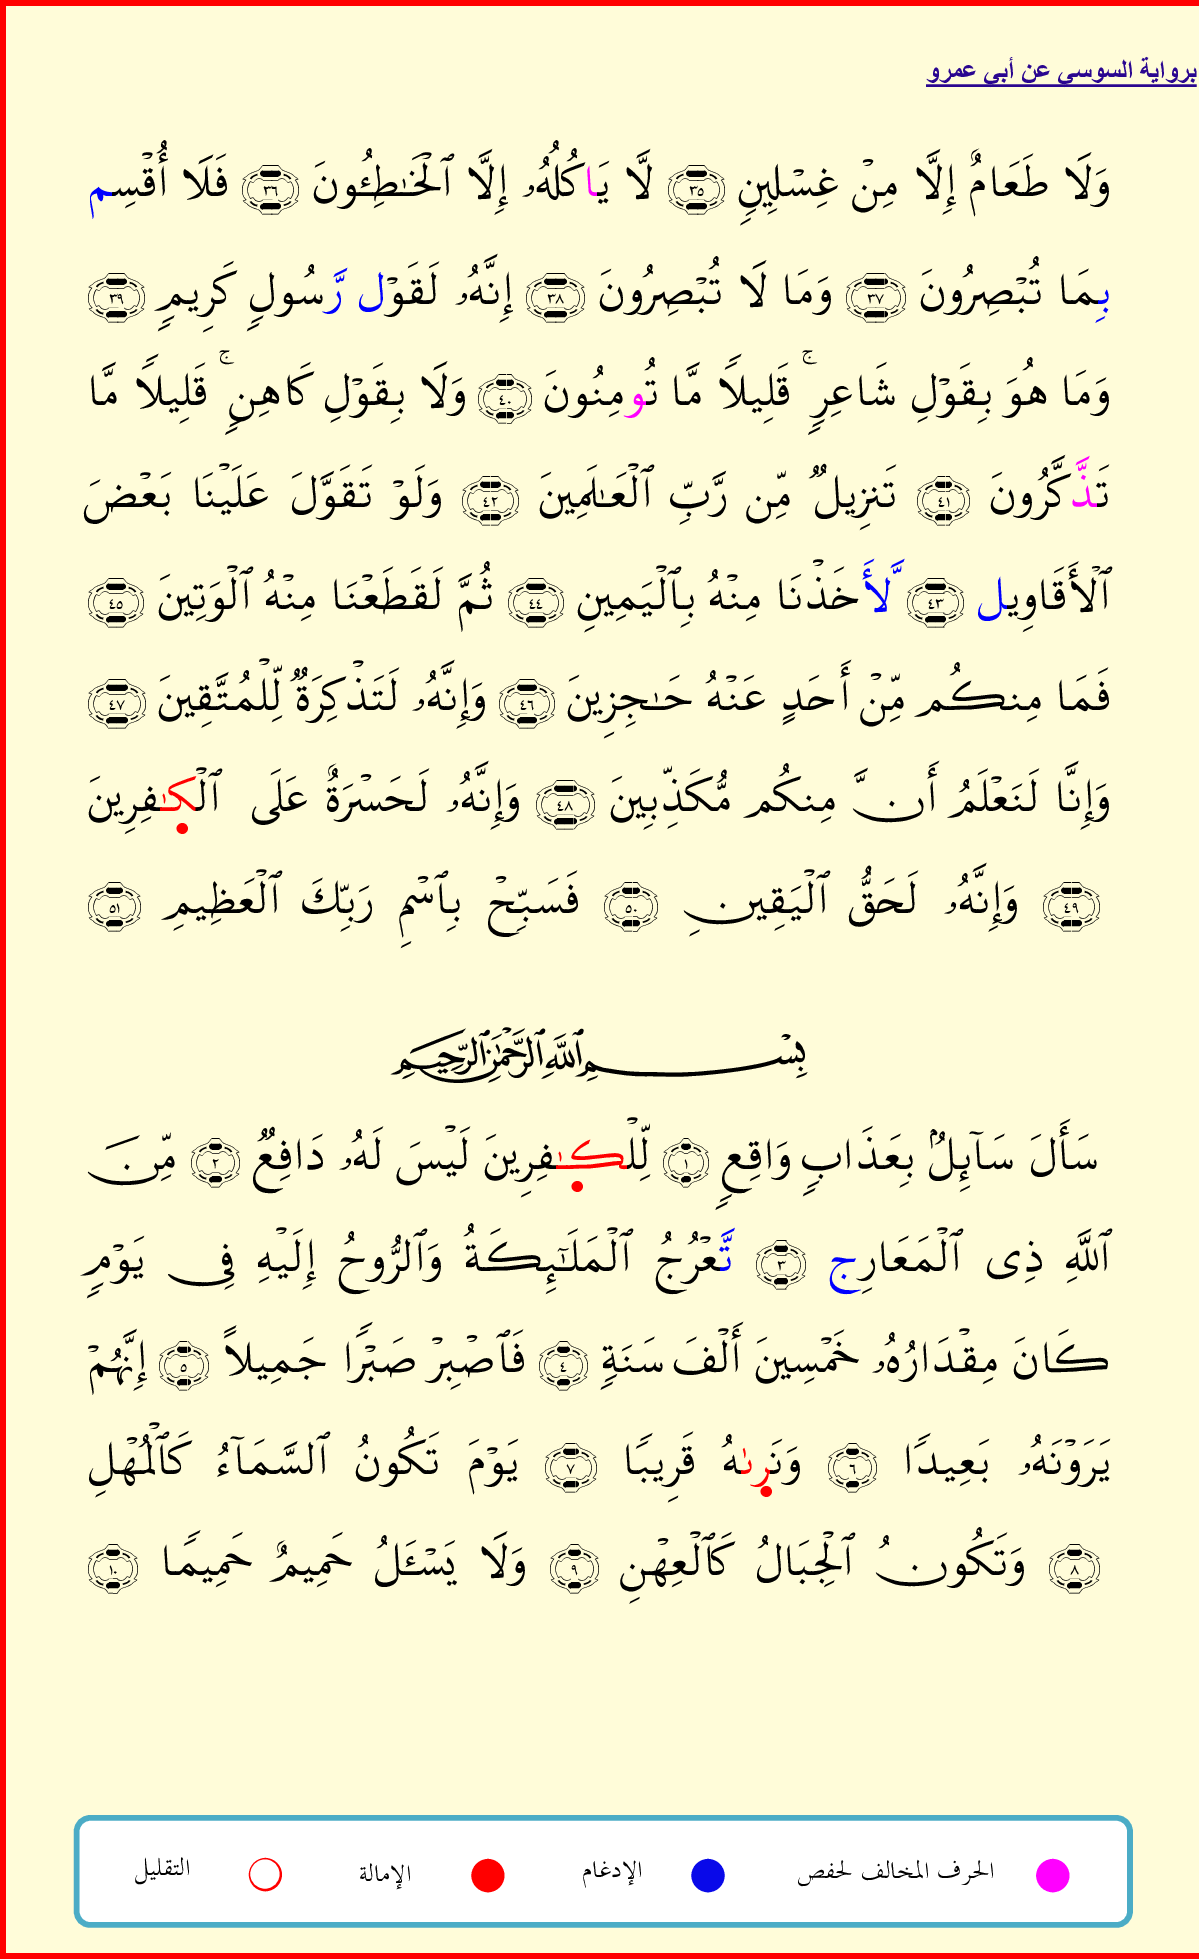 برواية السوسي عن أبي عمرو
وَلَا طَعَامٌ إِلَّا مِنْ غِسْلِينٍ ٣٥ لَّا يَاكُلُهُۥ إِلَّا ٱلْخَـٰطِـُٔونَ ٣٦ فَلَا أُقْسِم
بِمَا تُبْصِرُونَ ٣٧ وَمَا لَا تُبْصِرُونَ ٣٨ إِنَّهُۥ لَقَوْل رَّسُولٍ كَرِيمٍ ٣٩
وَمَا هُوَ بِقَوْلِ شَاعِرٍ ۚ قَلِيلًا مَّا تُومِنُونَ ٤٠ وَلَا بِقَوْلِ كَاهِنٍ ۚ قَلِيلًا مَّا
تَذَّكَّرُونَ ٤١ تَنزِيلٌ مِّن رَّبِّ ٱلْعَـٰلَمِينَ ٤٢ وَلَوْ تَقَوَّلَ عَلَيْنَا بَعْضَ
ٱلْأَقَاوِيل ٤٣ لَّأَخَذْنَا مِنْهُ بِٱلْيَمِينِ ٤٤ ثُمَّ لَقَطَعْنَا مِنْهُ ٱلْوَتِينَ ٤٥
فَمَا مِنكُم مِّنْ أَحَدٍ عَنْهُ حَـٰجِزِينَ ٤٦ وَإِنَّهُۥ لَتَذْكِرَةٌ لِّلْمُتَّقِينَ ٤٧
وَإِنَّا لَنَعْلَمُ أَنَّ مِنكُم مُّكَذِّبِينَ ٤٨ وَإِنَّهُۥ لَحَسْرَةٌ عَلَى ٱلْكَـٰفِرِينَ
٤٩ وَإِنَّهُۥ لَحَقُّ ٱلْيَقِينِ ٥٠ فَسَبِّحْ بِٱسْمِ رَبِّكَ ٱلْعَظِيمِ ٥١
بِسْمِ ٱللَّهِ ٱلرَّحْمَـٰنِ ٱلرَّحِيمِ
سَأَلَ سَآئِلٌۢ بِعَذَابٍ وَاقِعٍ ١ لِّلْكَـٰفِرِينَ لَيْسَ لَهُۥ دَافِعٌ ٢ مِّنَ
ٱللَّهِ ذِى ٱلْمَعَارِج ٣ تَّعْرُجُ ٱلْمَلَـٰٓئِكَةُ وَٱلرُّوحُ إِلَيْهِ فِى يَوْمٍ
كَانَ مِقْدَارُهُۥ خَمْسِينَ أَلْفَ سَنَةٍ ٤ فَٱصْبِرْ صَبْرًا جَمِيلًا ٥ إِنَّهُمْ
يَرَوْنَهُۥ بَعِيدًا ٦ وَنَرِىٰهُ قَرِيبًا ٧ يَوْمَ تَكُونُ ٱلسَّمَآءُ كَٱلْمُهْلِ
٨ وَتَكُونُ ٱلْجِبَالُ كَٱلْعِهْنِ ٩ وَلَا يَسْـَٔلُ حَمِيمٌ حَمِيمًا ١٠
الحرف المخالف لحفص الإدغام الإمالة التقليل